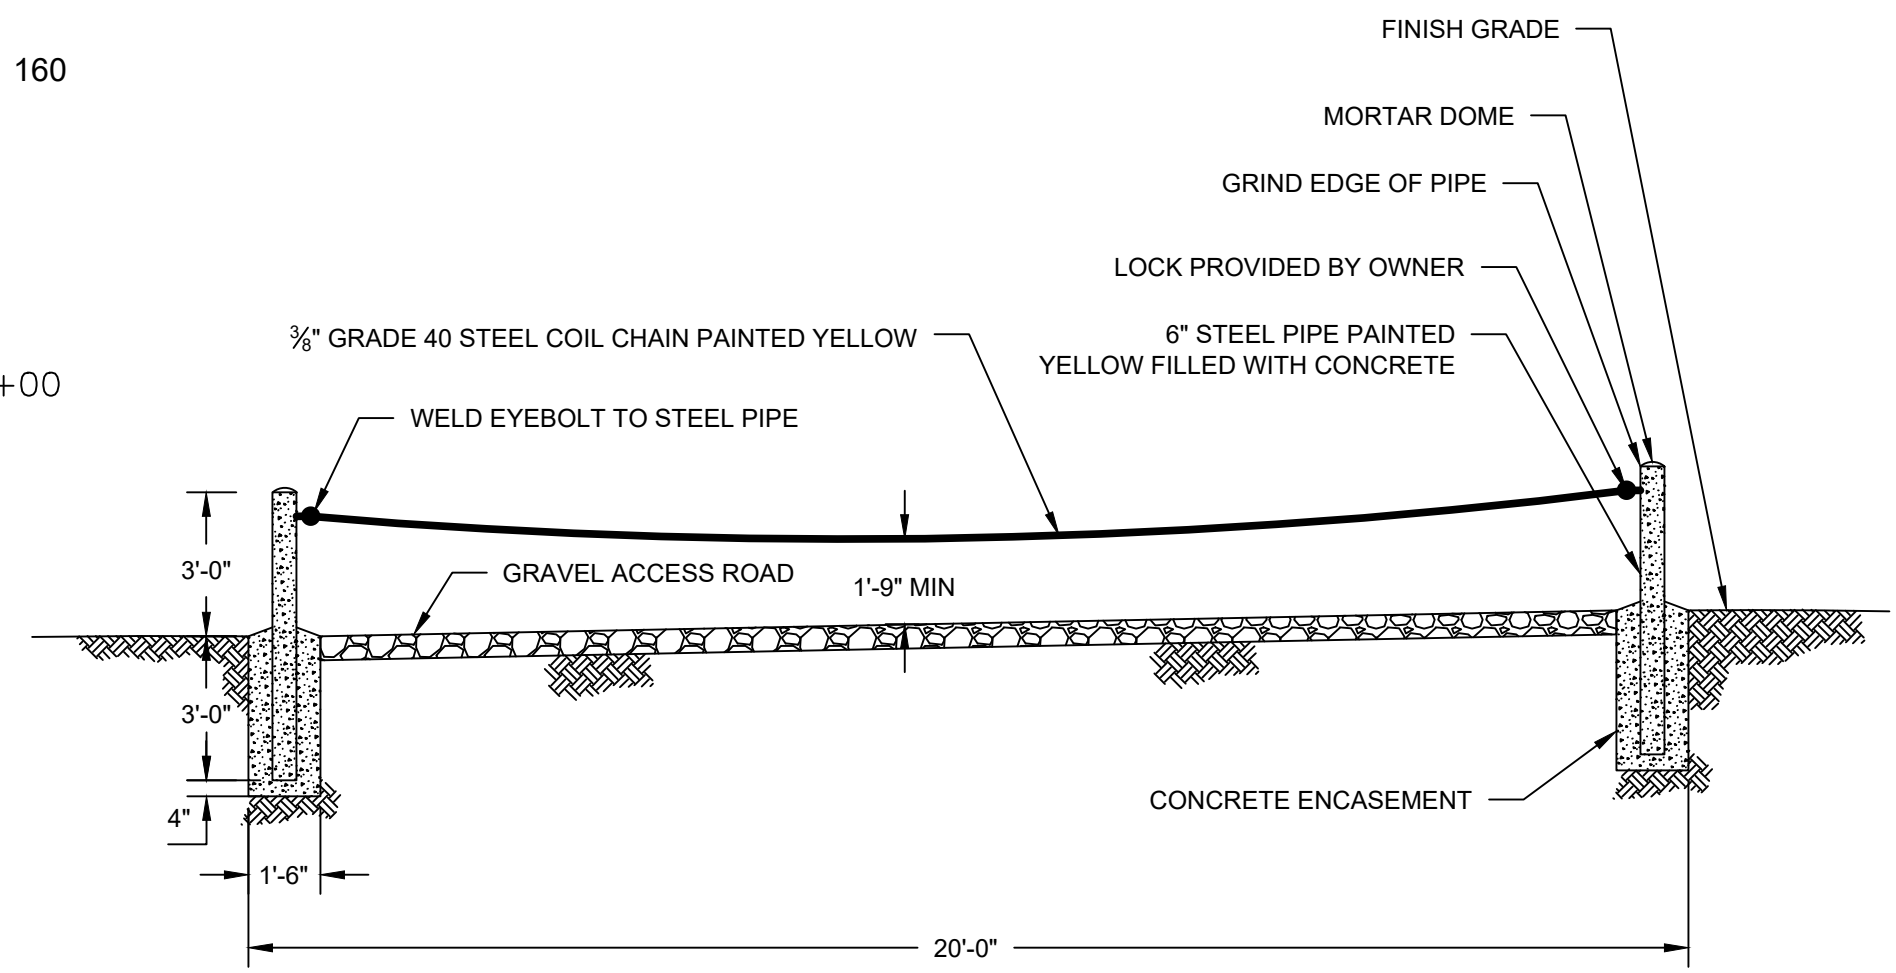 FINISH GRADE
160
MORTAR DOME
GRIND EDGE OF PIPE
LOCK PROVIDED BY OWNER
⅜" GRADE 40 STEEL COIL CHAIN PAINTED YELLOW
6" STEEL PIPE PAINTED
YELLOW FILLED WITH CONCRETE
+00
WELD EYEBOLT TO STEEL PIPE
3'-0"
GRAVEL ACCESS ROAD
1'-9" MIN
3'-0"
CONCRETE ENCASEMENT
4"
1'-6"
20'-0"